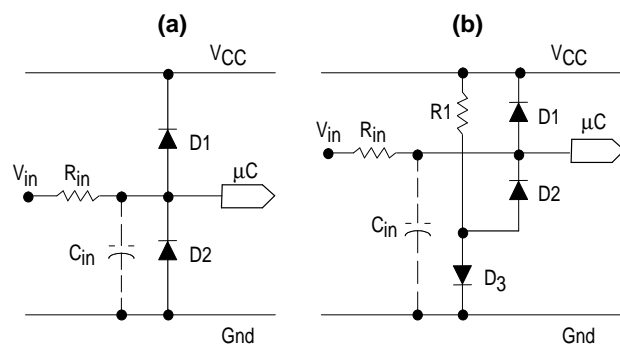 (a)
(b)
VCC
D1
Vin
Rin
μC
Cin
D2
Gnd
VCC
R1
D1
μC
Vin
Rin
D2
Cin
D3
Gnd